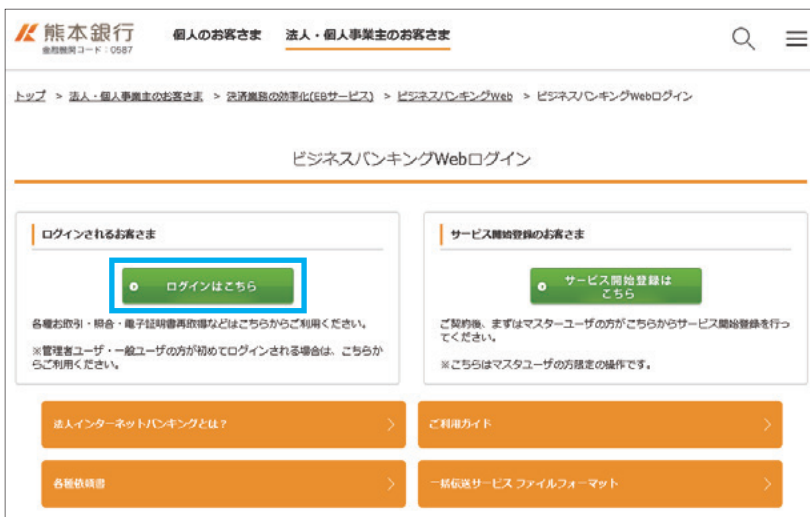 熊本銀行
金融機関コード：0587
個人のお客さま
法人・個人事業主のお客さま
トップ > 法人・個人事業主のお客さま > 決済業務の効率化(EBサービス) > ビジネスバンキングWeb > ビジネスバンキングWebログイン
ビジネスバンキングWebログイン
ログインされるお客さま
ログインはこちら
各種お取引・照会・電子証明書再取得などはこちらからご利用ください。
※管理者ユーザ・一般ユーザの方が初めてログインされる場合は、こちらか
らご利用ください。
サービス開始登録のお客さま
サービス開始登録は
こちら
ご契約後、まずはマスターユーザの方がこちらからサービス開始登録を行っ
てください。
※こちらはマスタユーザの方限定の操作です。
法人インターネットバンキングとは？
ご利用ガイド
各種依頼書
一括伝送サービス ファイルフォーマット